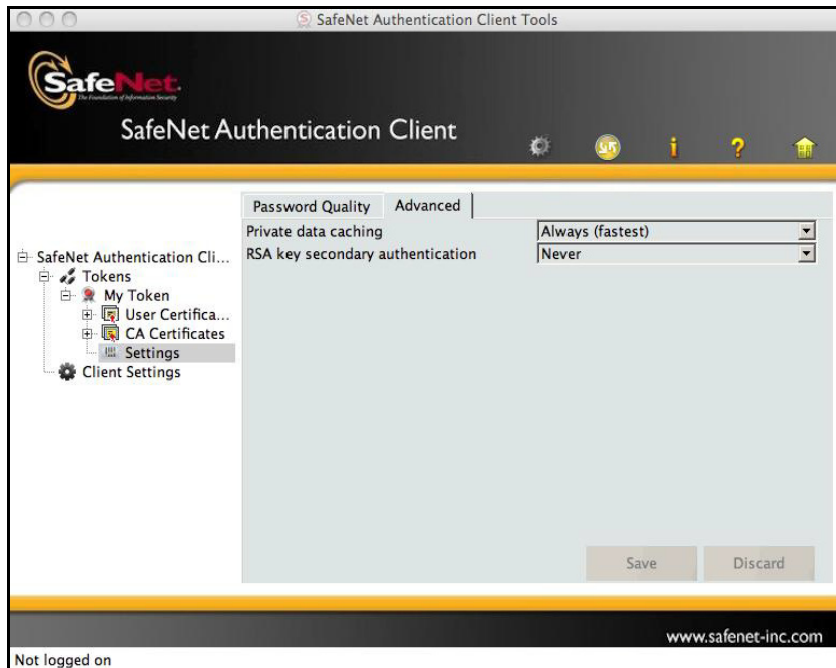 SafeNet Authentication Client Tools
SafeNet.
The Foundation of Information Security
SafeNet Authentication Client
Password Quality Advanced
Private data caching Always (fastest)
RSA key secondary authentication Never
SafeNet Authentication Cli...
Tokens
My Token
User Certifica...
CA Certificates
Settings
Client Settings
Save Discard
www.safenet-inc.com
Not logged on